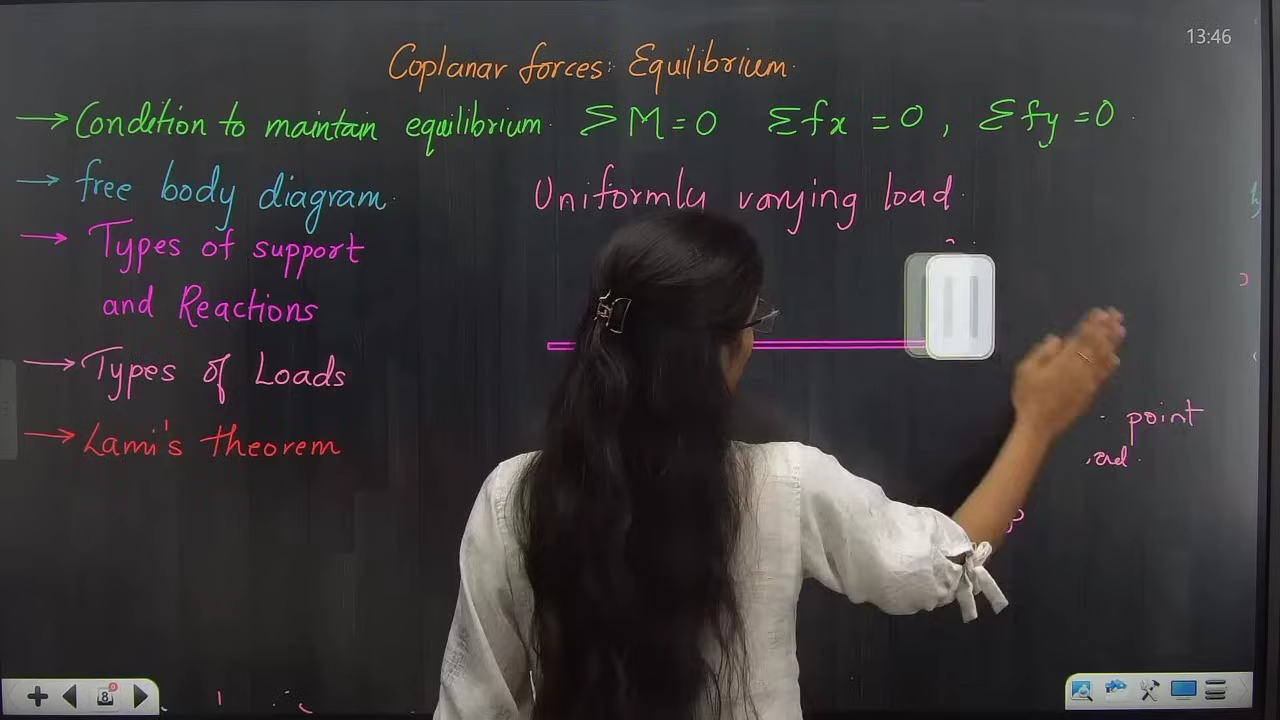 13:46
Coplanar forces: Equilibrium.
→ Condition to maintain equilibrium. ΣM=0 Σfx =0, Σfy =0.
→ free body diagram.
Uniformly varying load.
→ Types of support
and Reactions
→ Types of Loads
→ Lami's theorem
point
8